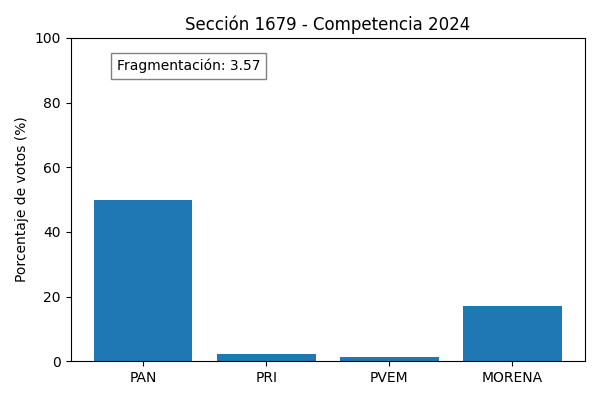 Sección 1679 - Competencia 2024
Fragmentación: 3.57
Porcentaje de votos (%)
100
80
60
40
20
0
PAN PRI PVEM MORENA